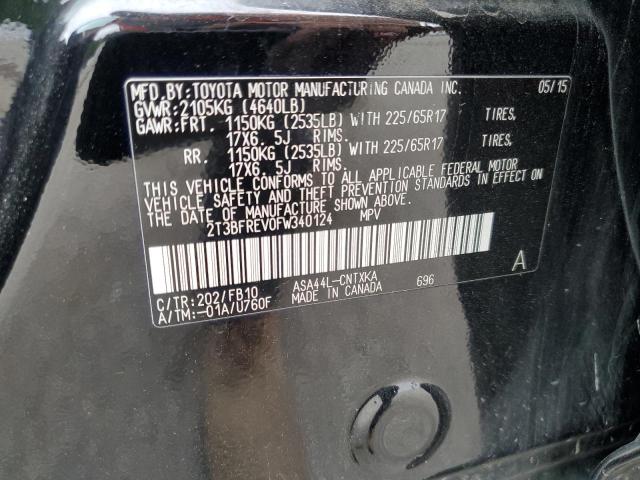 MFD.BY:TOYOTA MOTOR MANUFACTURING CANADA INC. 05/15
GVWR:2105KG (4640LB)
GAWR:FRT. 1150KG (2535LB) WITH 225/65R17 TIRES,
17X6. 5J RIMS.
RR. 1150KG (2535LB) WITH 225/65R17 TIRES,
17X6. 5J RIMS.
THIS VEHICLE CONFORMS TO ALL APPLICABLE FEDERAL MOTOR
VEHICLE SAFETY AND THEFT PREVENTION STANDARDS IN EFFECT
ON THE DATE OF MANUFACTURE SHOWN ABOVE.
2T3BFREV0FW340124 MPV
A
C/TR:202/FB10 ASA44L-CNTXKA 696
A/TM:-01A/U760F MADE IN CANADA